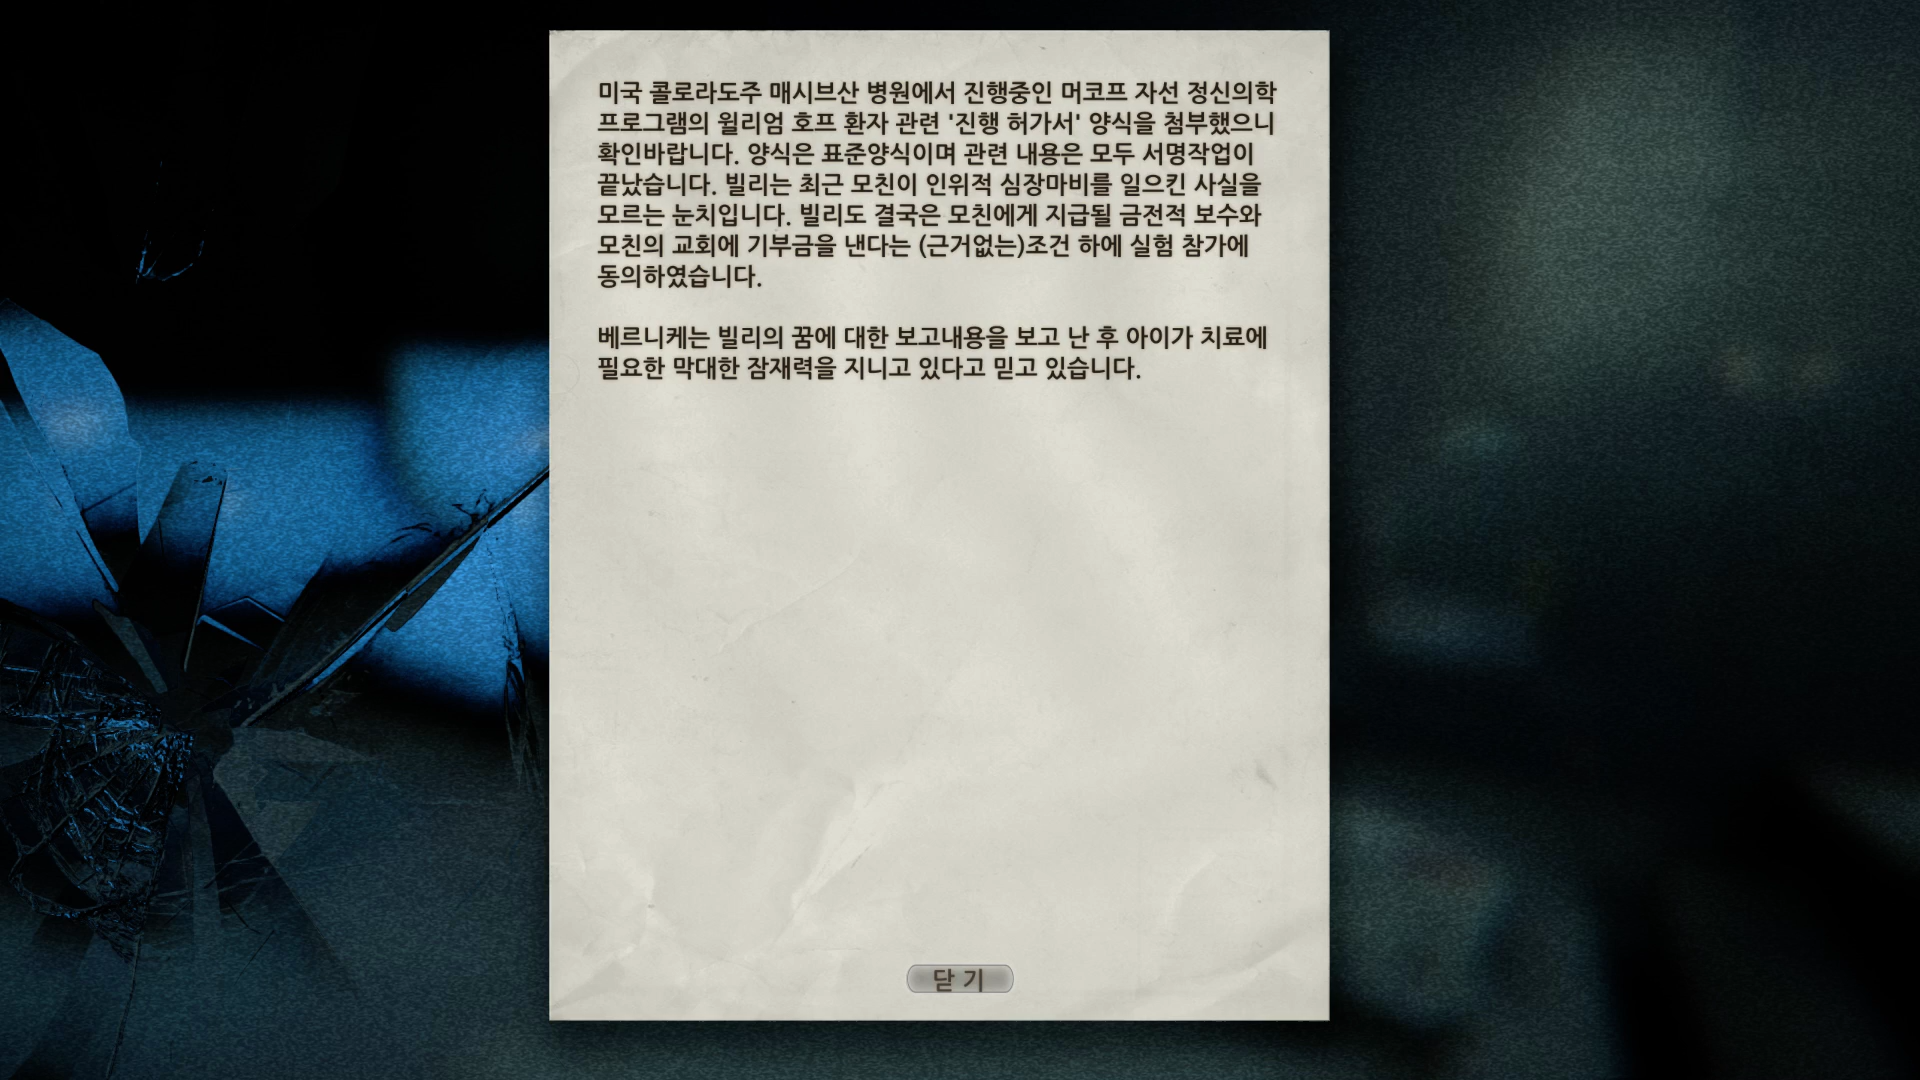 미국 콜로라도주 매시브산 병원에서 진행중인 머코프 자선 정신의학
프로그램의 윌리엄 호프 환자 관련 '진행 허가서' 양식을 첨부했으니
확인바랍니다. 양식은 표준양식이며 관련 내용은 모두 서명작업이
끝났습니다. 빌리는 최근 모친이 인위적 심장마비를 일으킨 사실을
모르는 눈치입니다. 빌리도 결국은 모친에게 지급될 금전적 보수와
모친의 교회에 기부금을 낸다는 (근거없는)조건 하에 실험 참가에
동의하였습니다.
베르니케는 빌리의 꿈에 대한 보고내용을 보고 난 후 아이가 치료에
필요한 막대한 잠재력을 지니고 있다고 믿고 있습니다.
닫기